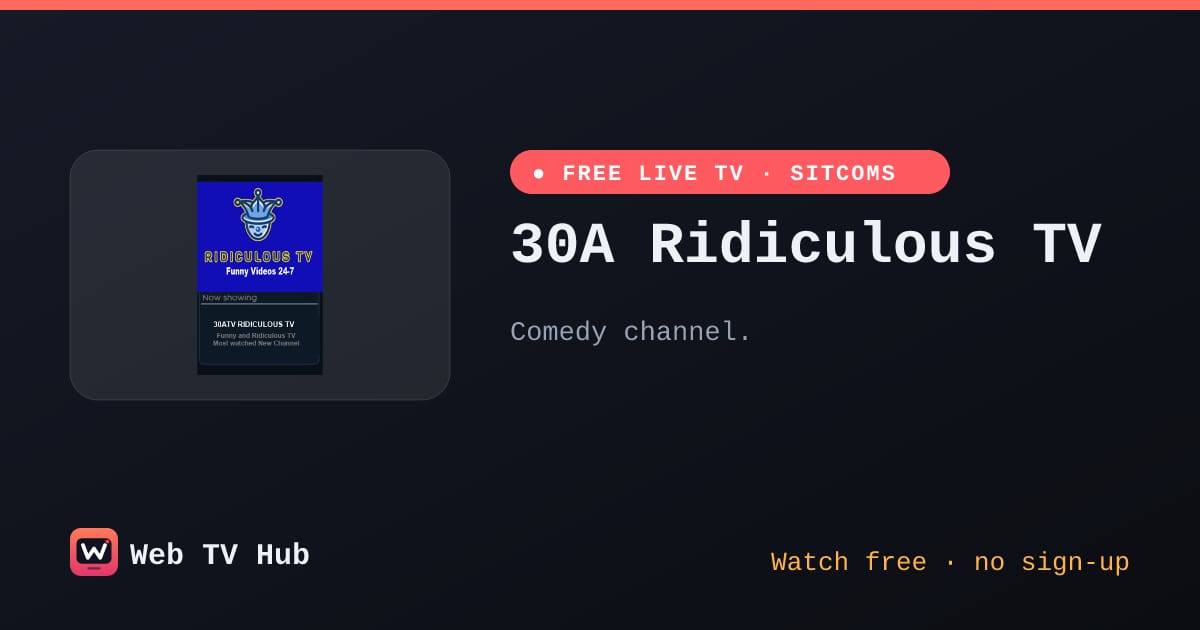 RIDICULOUS TV
Funny Videos 24-7
Now showing
30ATV RIDICULOUS TV
Funny and Ridiculous TV
Most watched New Channel
• FREE LIVE TV · SITCOMS
30A Ridiculous TV
Comedy channel.
W
Web TV Hub
Watch free · no sign-up